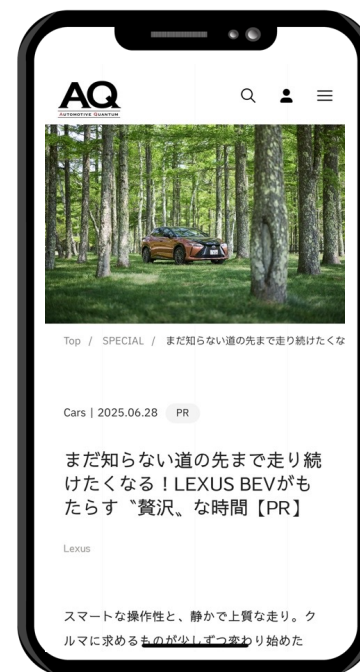 AQ
AUTOMOTIVE QUANTUM
Top / SPECIAL / まだ知らない道の先まで走り続けたくな
Cars | 2025.06.28 PR
まだ知らない道の先まで走り続
けたくなる！LEXUS BEVがも
たらす〝贅沢〟な時間【PR】
Lexus
スマートな操作性と、静かで上質な走り。ク
ルマに求めるものが少しずつ変わり始めた